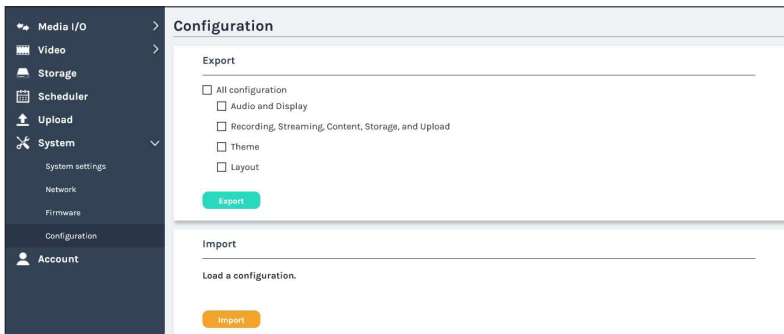 Media I/O
Video
Storage
Scheduler
Upload
System
System settings
Network
Firmware
Configuration
Account
Configuration
Export
All configuration
Audio and Display
Recording, Streaming, Content, Storage, and Upload
Theme
Layout
Export
Import
Load a configuration.
Import